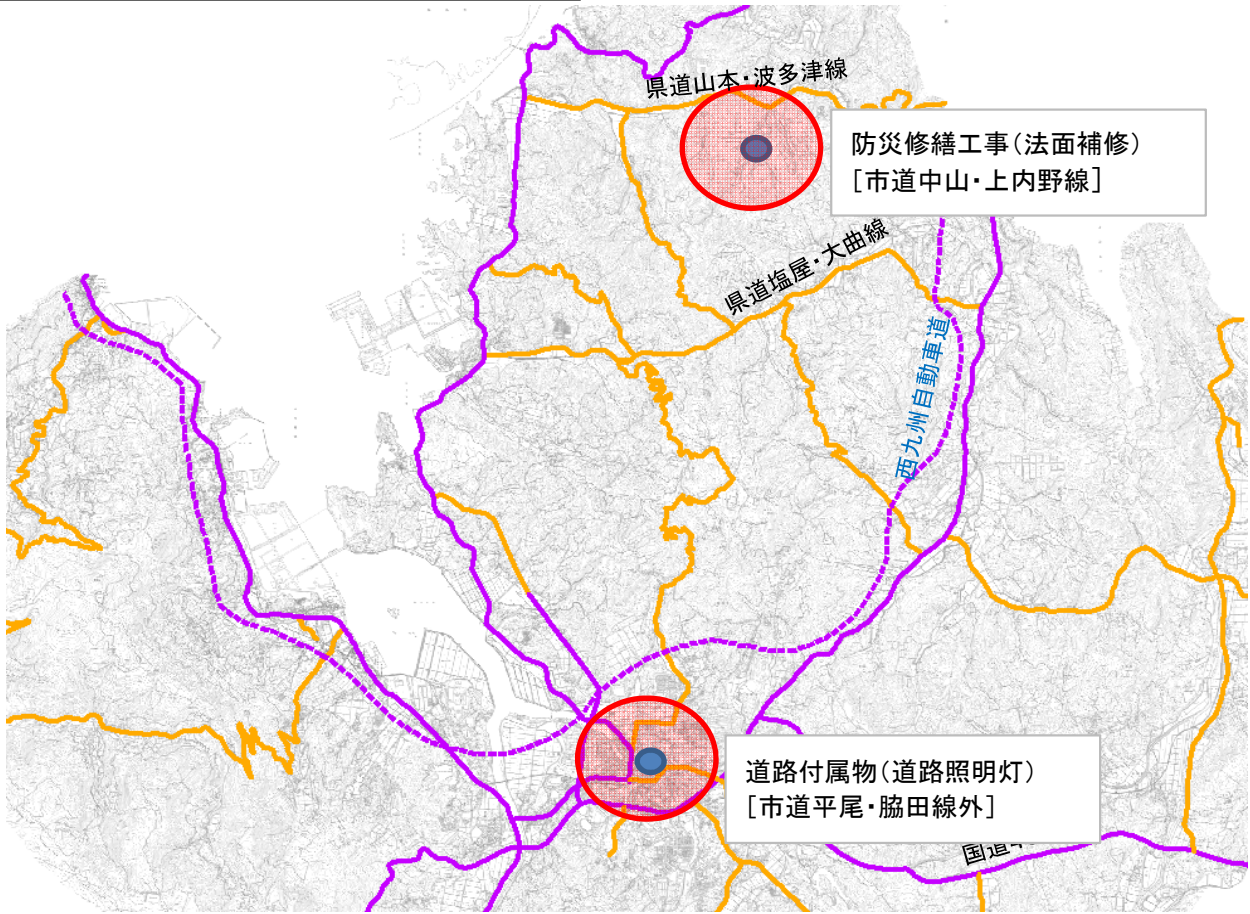 県道山本・波多津線
防災修繕工事(法面補修)
[市道中山・上内野線]
県道塩屋・大曲線
西九州自動車道
道路付属物(道路照明灯)
[市道平尾・脇田線外]
国道